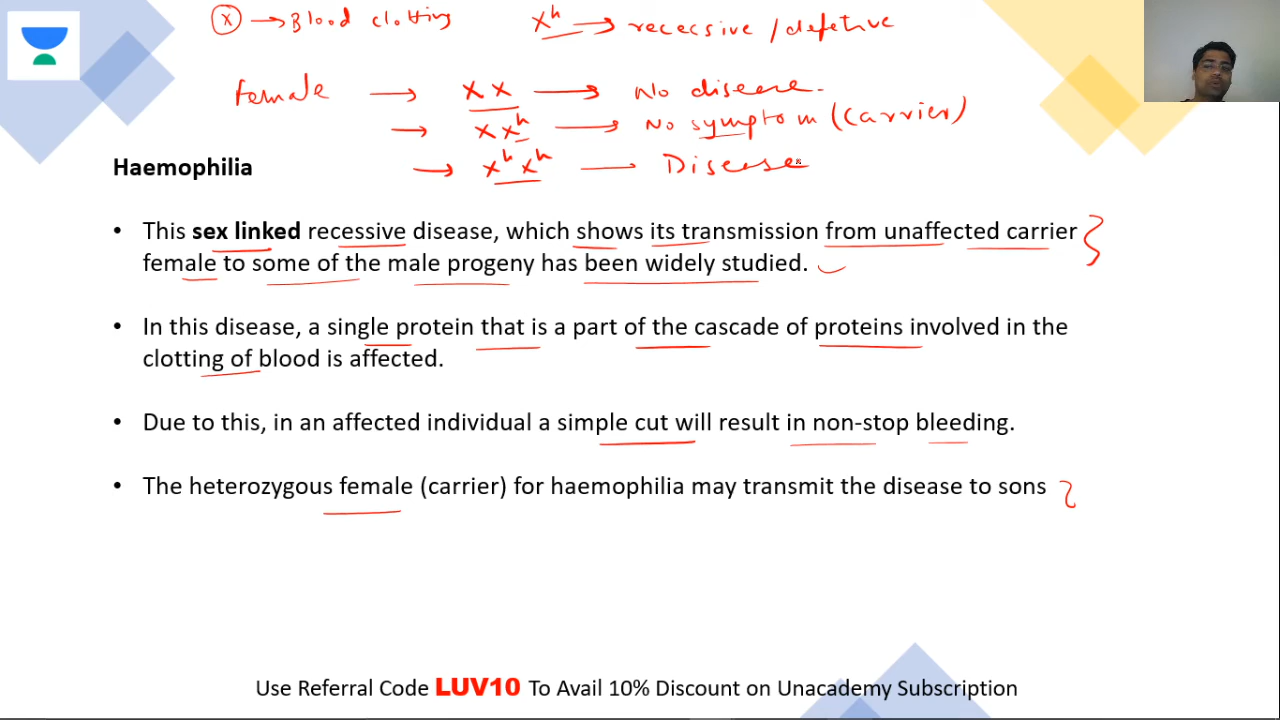 X → Blood clotting Xʰ → recessive / defetive
female → X X → No disease.
→ X Xʰ → No symptom (carrier)
Haemophilia → Xʰ Xʰ — Disease
• This sex linked recessive disease, which shows its transmission from unaffected carrier
female to some of the male progeny has been widely studied.
• In this disease, a single protein that is a part of the cascade of proteins involved in the
clotting of blood is affected.
• Due to this, in an affected individual a simple cut will result in non-stop bleeding.
• The heterozygous female (carrier) for haemophilia may transmit the disease to sons
Use Referral Code LUV10 To Avail 10% Discount on Unacademy Subscription